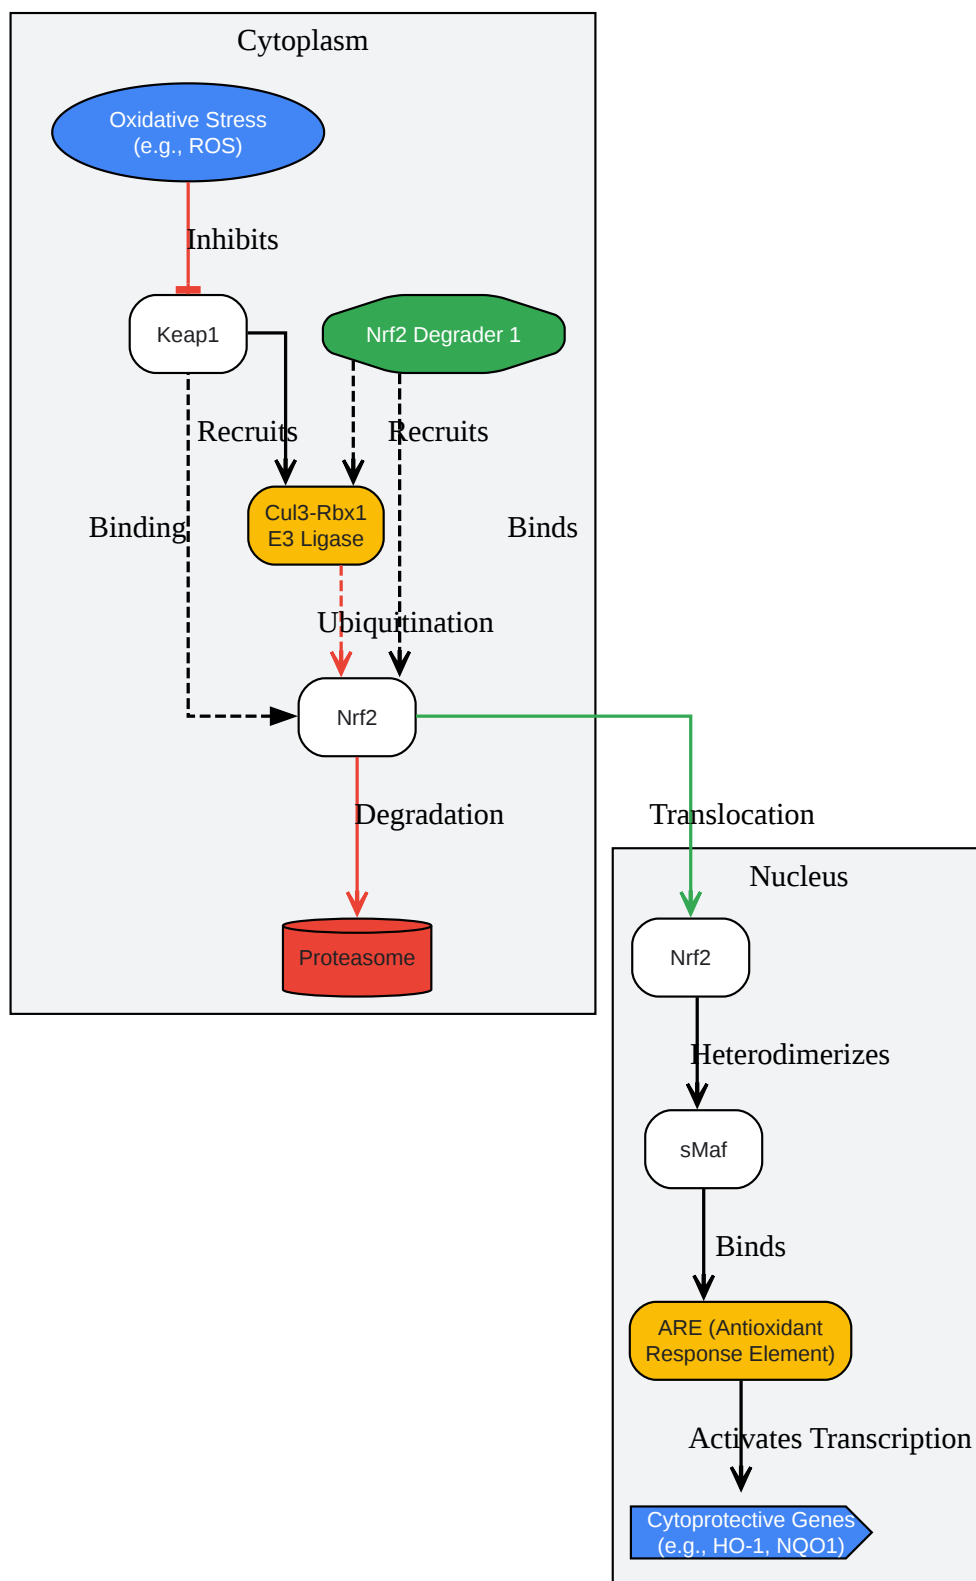 Cytoplasm
Oxidative Stress
(e.g., ROS)
Inhibits
Keap1
Nrf2 Degrader 1
Recruits
Recruits
Cul3-Rbx1
E3 Ligase
Binding
Binds
Ubiquitination
Nrf2
Degradation
Translocation
Proteasome
Nucleus
Nrf2
Heterodimerizes
sMaf
Binds
ARE (Antioxidant
Response Element)
Activates Transcription
Cytoprotective Genes
(e.g., HO-1, NQO1)